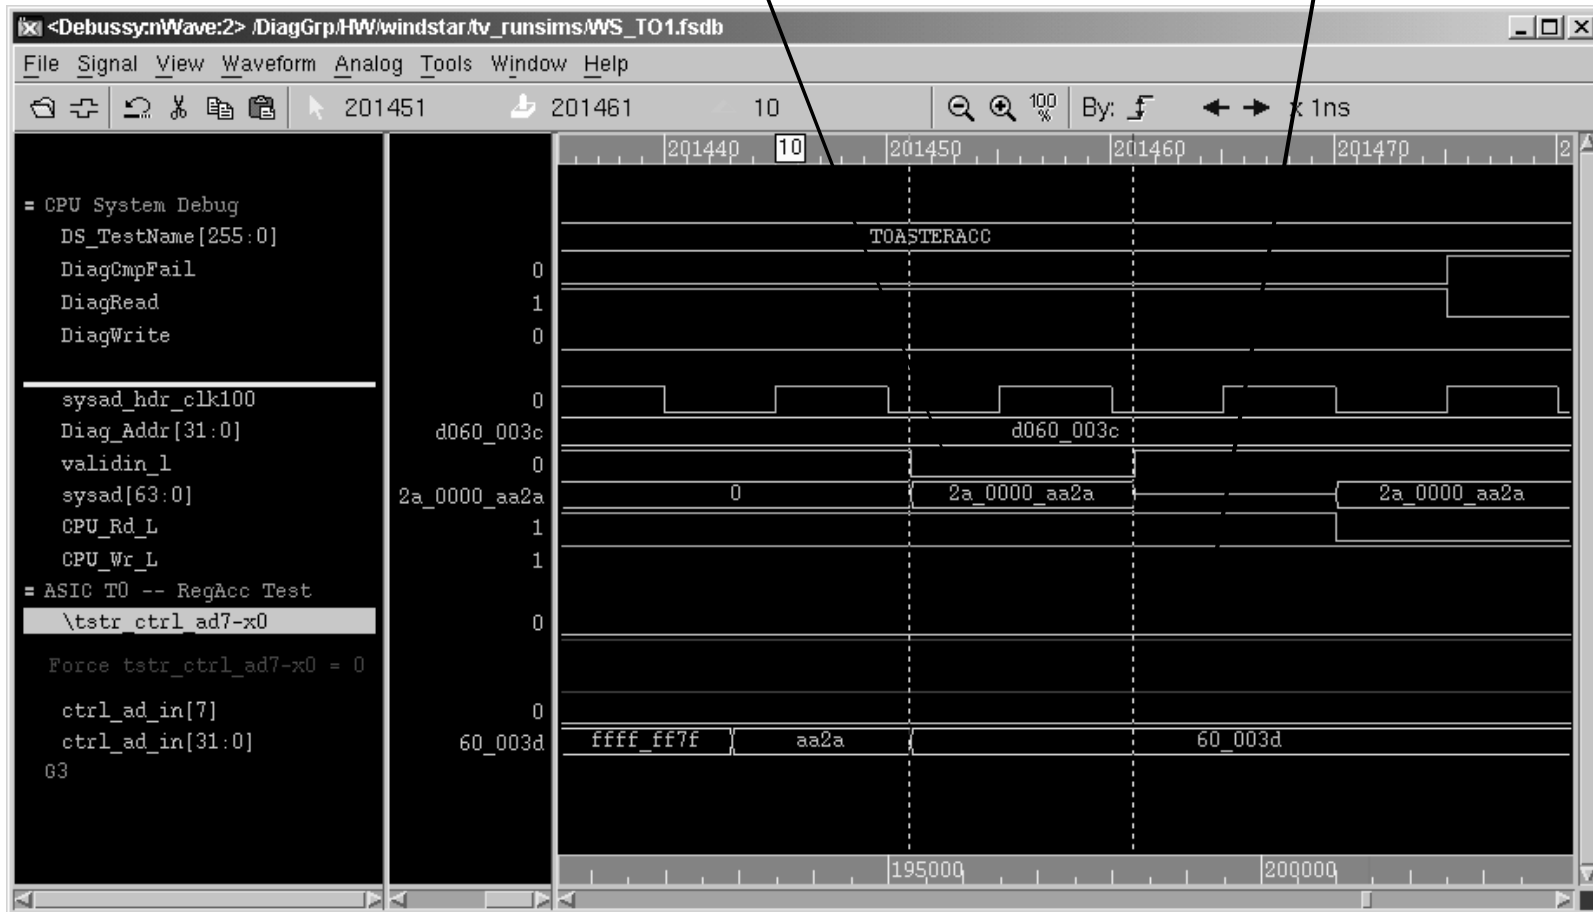 <Debussy:nWave:2> /DiagGrp/HW/windstar/tv_runsims/WS_TO1.fsdb
File Signal View Waveform Analog Tools Window Help
201451 201461 10 100 % By: x 1ns
201440 10 201450 201460 201470 2
= CPU System Debug
DS_TestName[255:0] TOASTERACC
DiagCmpFail 0
DiagRead 1
DiagWrite 0
sysad_hdr_clk100 0
Diag_Addr[31:0] d060_003c d060_003c
validin_l 0
sysad[63:0] 2a_0000_aa2a 0 2a_0000_aa2a 2a_0000_aa2a
CPU_Rd_L 1
CPU_Wr_L 1
= ASIC T0 -- RegAcc Test
\tstr_ctrl_ad7-x0 0
Force tstr_ctrl_ad7-x0 = 0
ctrl_ad_in[7] 0
ctrl_ad_in[31:0] 60_003d ffff_ff7f aa2a 60_003d
G3
195000 200000